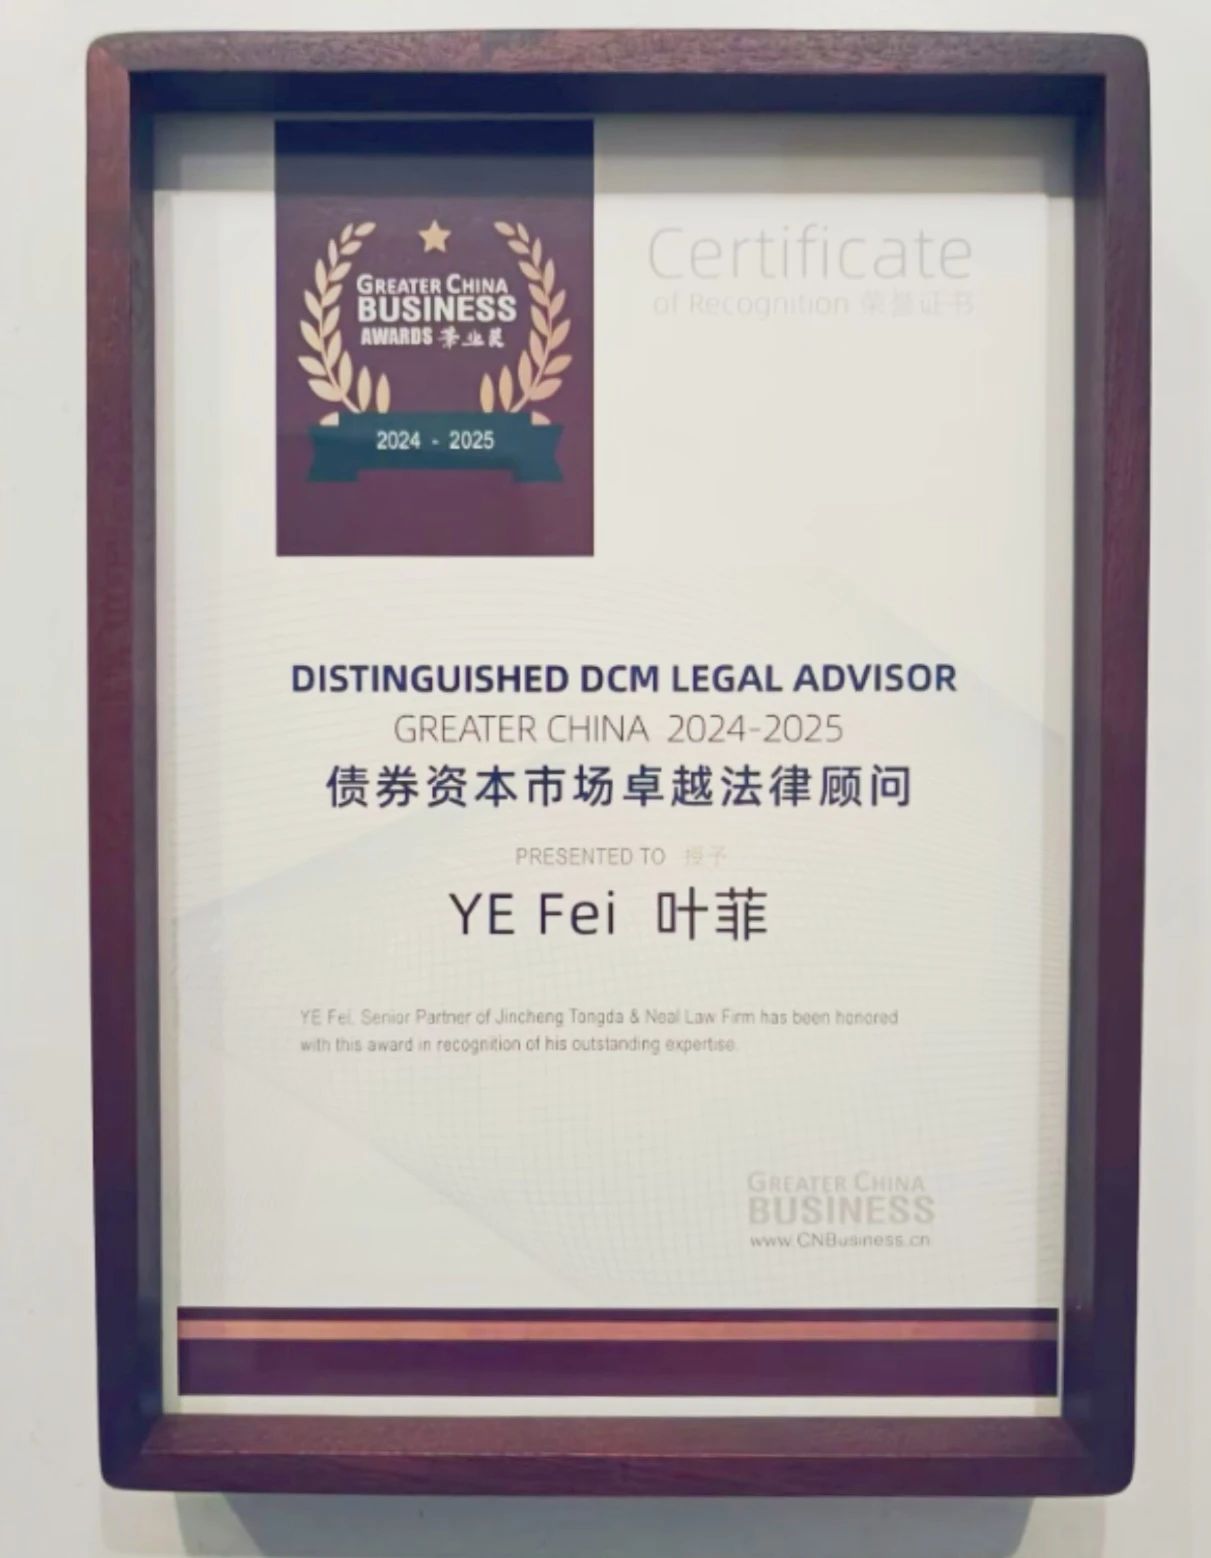 GREATER CHINA
BUSINESS
AWARDS 華业奖
2024 - 2025
Certificate
of Recognition 荣誉证书
DISTINGUISHED DCM LEGAL ADVISOR
GREATER CHINA 2024-2025
债券资本市场卓越法律顾问
PRESENTED TO 授予
YE Fei 叶菲
YE Fei, Senior Partner of Jincheng Tongda & Neal Law Firm has been honored
with this award in recognition of his outstanding expertise.
GREATER CHINA
BUSINESS
www.CNBusiness.cn